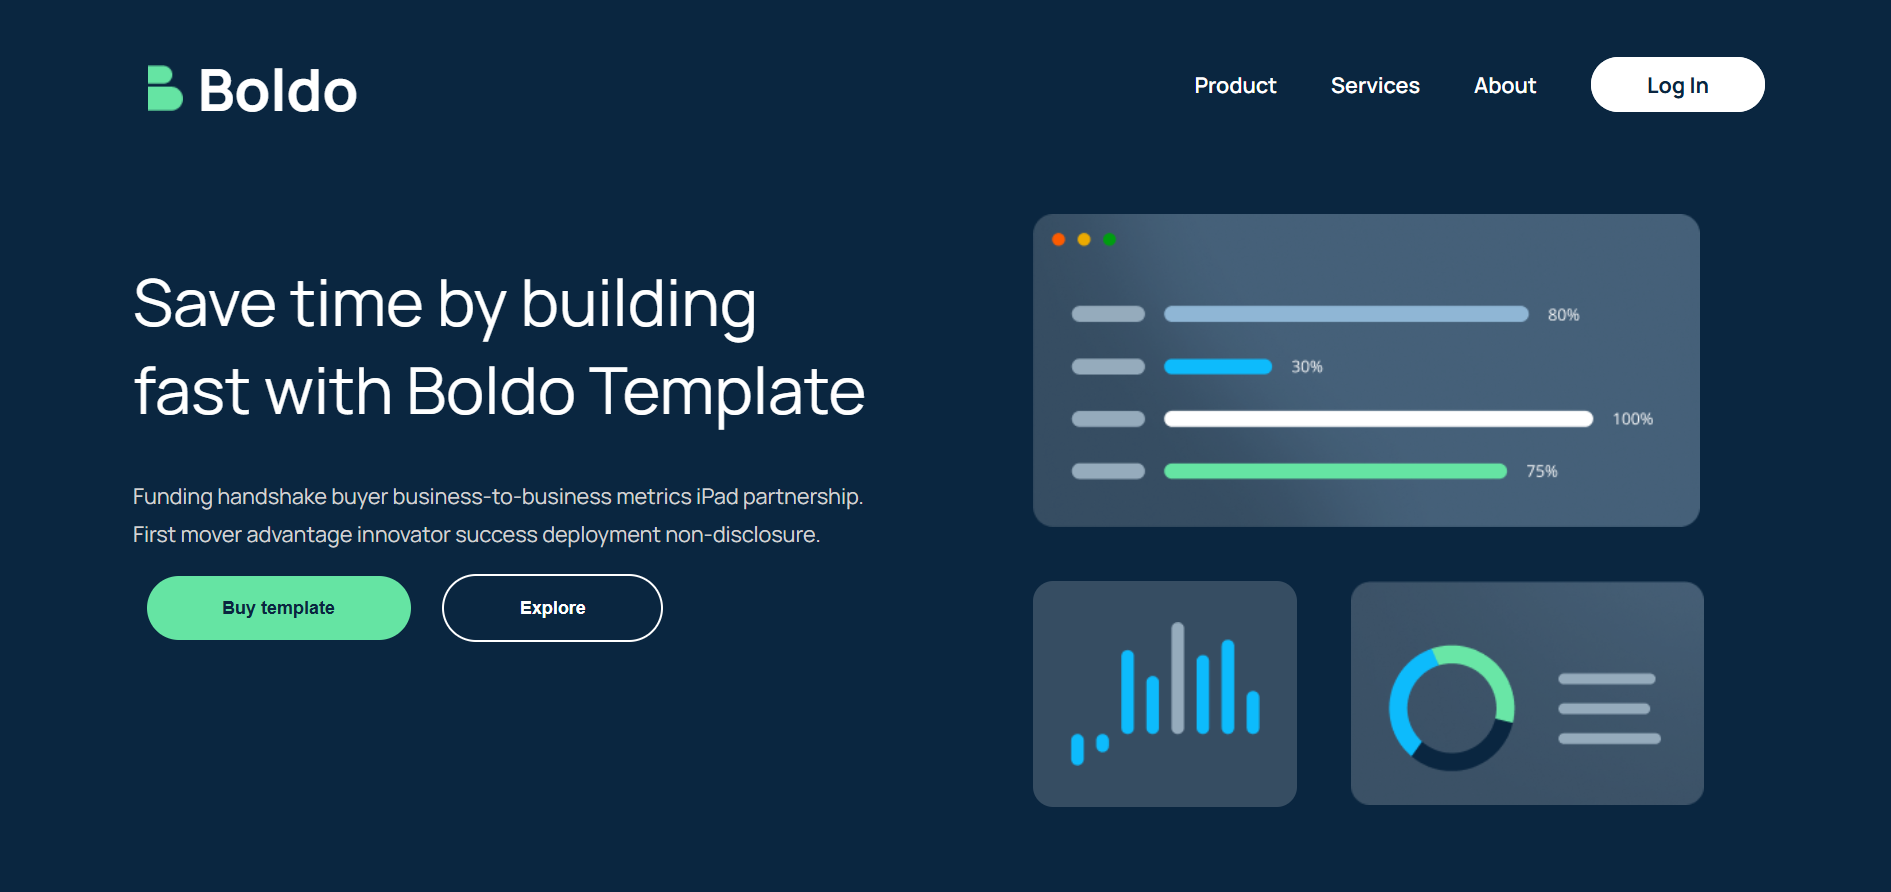 Boldo
Product
Services
About
Log In
Save time by building
fast with Boldo Template
Funding handshake buyer business-to-business metrics iPad partnership.
First mover advantage innovator success deployment non-disclosure.
Buy template
Explore
80%
30%
100%
75%